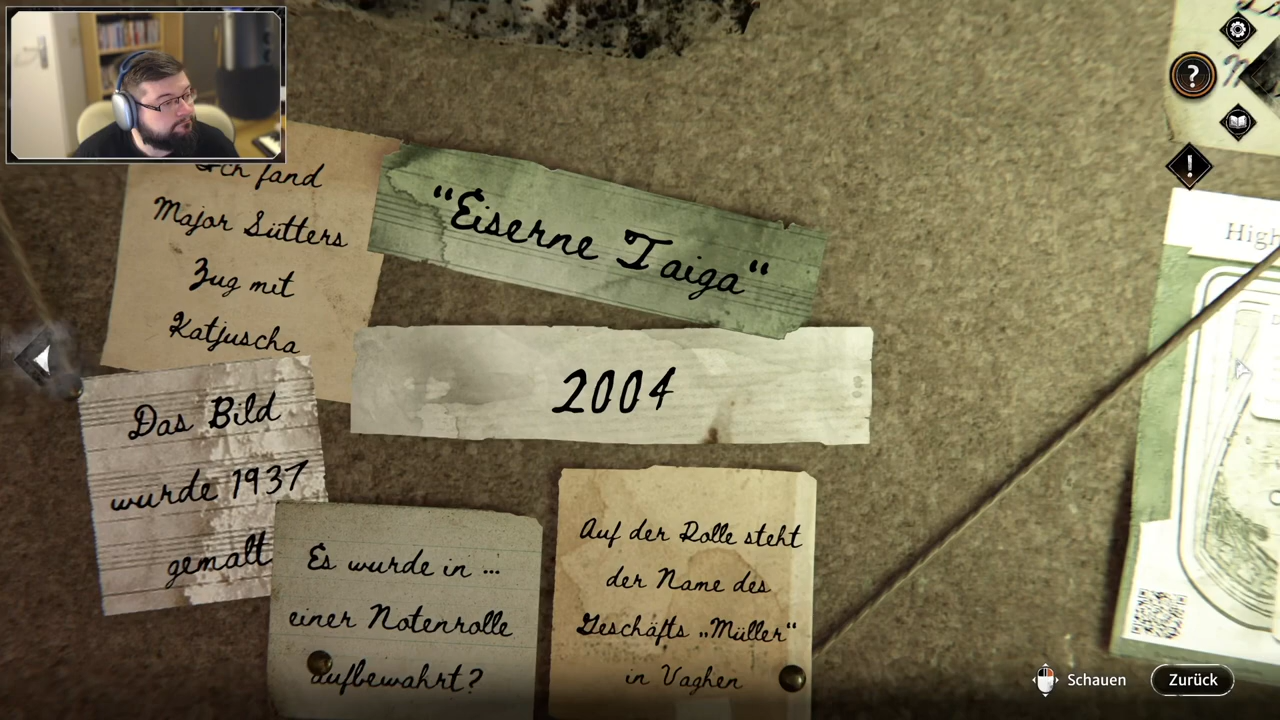 Ich fand
Major Sütters
Zug mit
Katjuscha
"Eiserne Taiga"
2004
Das Bild
wurde 1937
gemalt
Es wurde in ...
einer Notenrolle
aufbewahrt?
Auf der Rolle steht
der Name des
Geschäfts „Müller“
in Vaghen
High
?
!
Schauen
Zurück